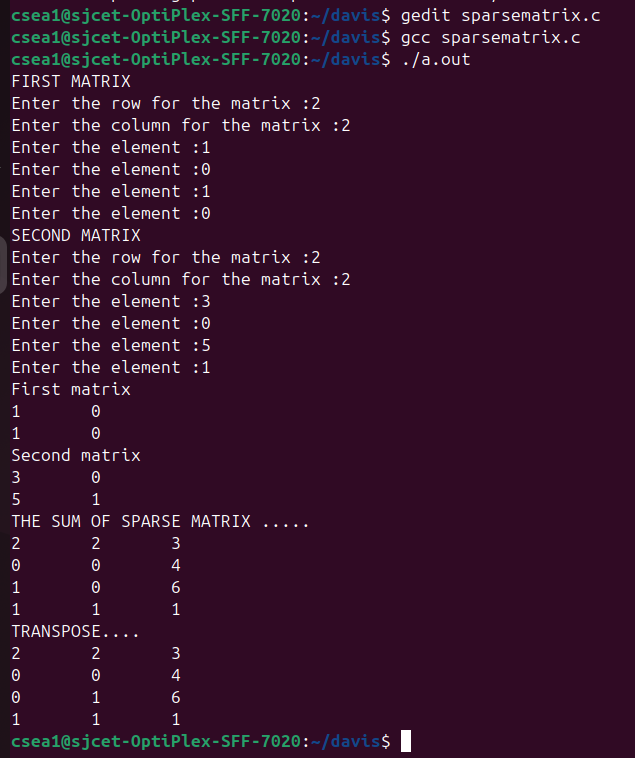 csea1@sjcet-OptiPlex-SFF-7020:~/davis$ gedit sparsematrix.c
csea1@sjcet-OptiPlex-SFF-7020:~/davis$ gcc sparsematrix.c
csea1@sjcet-OptiPlex-SFF-7020:~/davis$ ./a.out
FIRST MATRIX
Enter the row for the matrix :2
Enter the column for the matrix :2
Enter the element :1
Enter the element :0
Enter the element :1
Enter the element :0
SECOND MATRIX
Enter the row for the matrix :2
Enter the column for the matrix :2
Enter the element :3
Enter the element :0
Enter the element :5
Enter the element :1
First matrix
1 0
1 0
Second matrix
3 0
5 1
THE SUM OF SPARSE MATRIX .....
2 2 3
0 0 4
1 0 6
1 1 1
TRANSPOSE....
2 2 3
0 0 4
0 1 6
1 1 1
csea1@sjcet-OptiPlex-SFF-7020:~/davis$